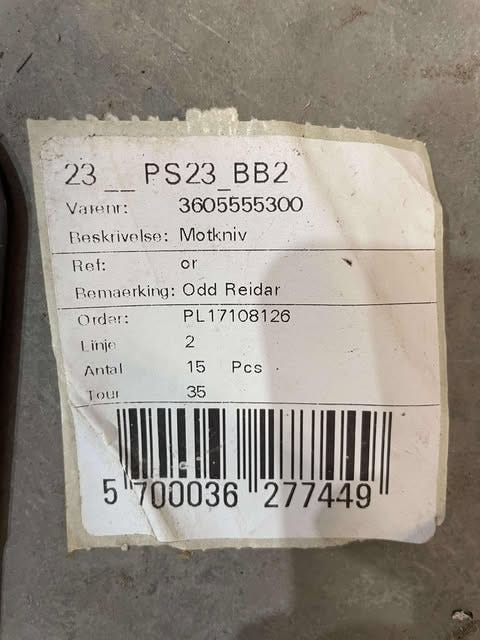 23 __ PS23_BB2
Varenr: 3605555300
Beskrivelse: Motkniv
Ref: or
Bemaerking: Odd Reidar
Order: PL17108126
Linje 2
Antal 15 Pcs
Tour 35
5 700036 277449